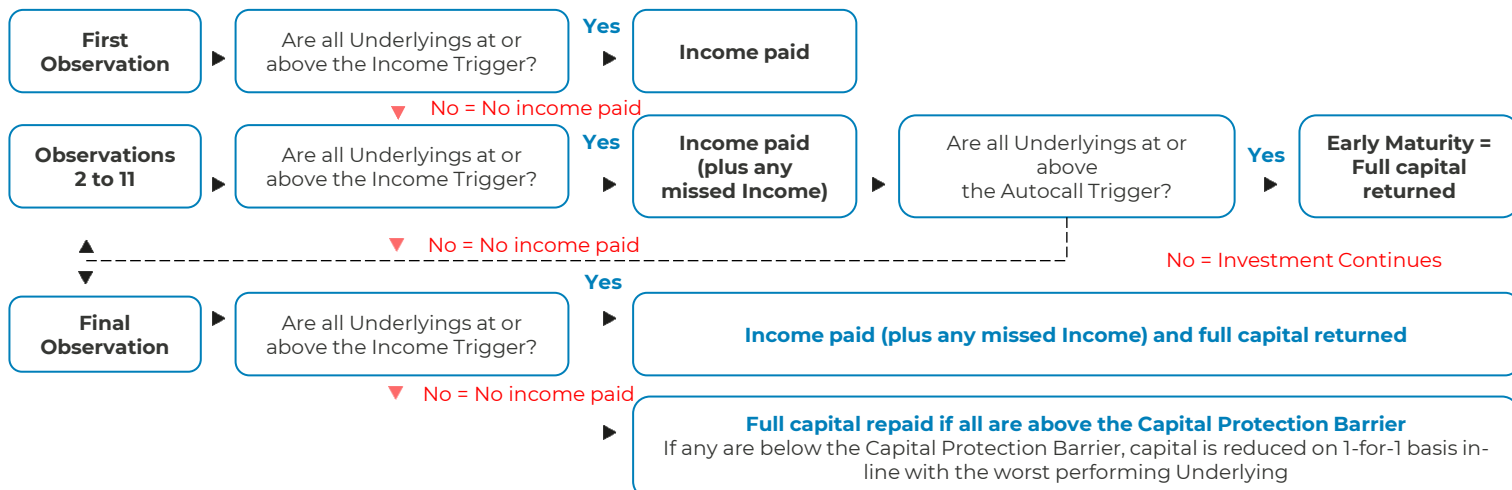 First
Observation
Are all Underlyings at or
above the Income Trigger?
Yes
Income paid
No = No income paid
Observations
2 to 11
Are all Underlyings at or
above the Income Trigger?
Yes
Income paid
(plus any
missed Income)
Are all Underlyings at or
above
the Autocall Trigger?
Yes
Early Maturity =
Full capital
returned
No = No income paid
No = Investment Continues
Final
Observation
Are all Underlyings at or
above the Income Trigger?
Yes
Income paid (plus any missed Income) and full capital returned
No = No income paid
Full capital repaid if all are above the Capital Protection Barrier
If any are below the Capital Protection Barrier, capital is reduced on 1-for-1 basis in-
line with the worst performing Underlying